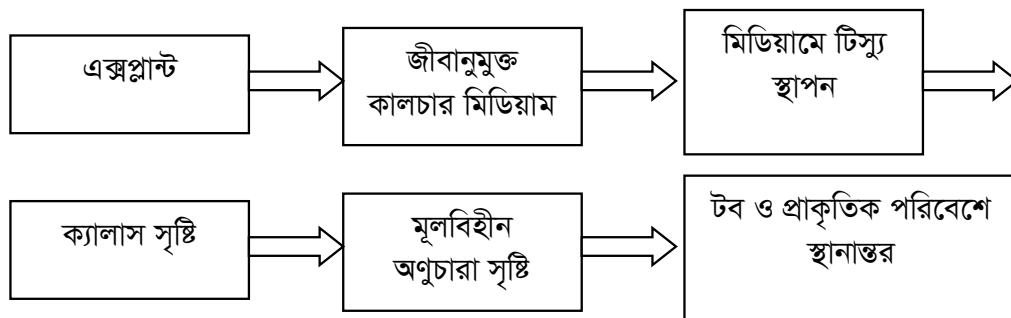 এক্সপ্লান্ট
জীবানুমুক্ত
কালচার মিডিয়াম
মিডিয়ামে টিস্যু
স্থাপন
ক্যালাস সৃষ্টি
মূলবিহীন
অণুচারা সৃষ্টি
টব ও প্রাকৃতিক পরিবেশে
স্থানান্তর